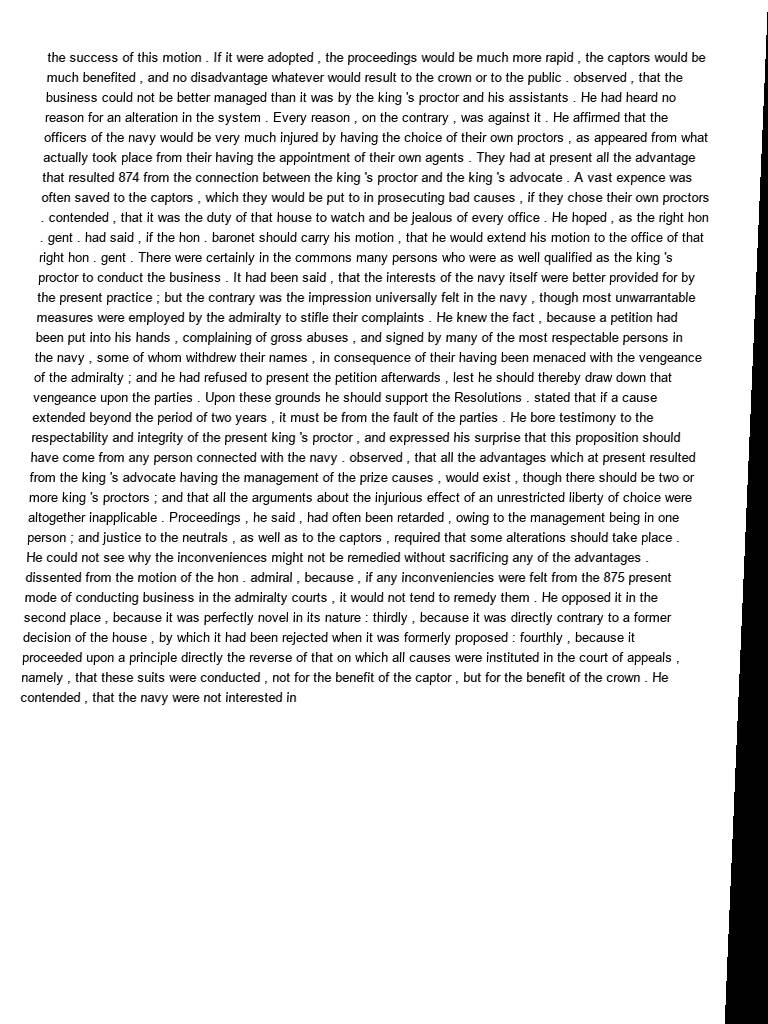 the success of this motion . If it were adopted , the proceedings would be much more rapid , the captors would be
much benefited , and no disadvantage whatever would result to the crown or to the public . observed , that the
business could not be better managed than it was by the king 's proctor and his assistants . He had heard no
reason for an alteration in the system . Every reason , on the contrary , was against it . He affirmed that the
officers of the navy would be very much injured by having the choice of their own proctors , as appeared from what
actually took place from their having the appointment of their own agents . They had at present all the advantage
that resulted 874 from the connection between the king 's proctor and the king 's advocate . A vast expence was
often saved to the captors , which they would be put to in prosecuting bad causes , if they chose their own proctors
. contended , that it was the duty of that house to watch and be jealous of every office . He hoped , as the right hon
. gent . had said , if the hon . baronet should carry his motion , that he would extend his motion to the office of that
right hon . gent . There were certainly in the commons many persons who were as well qualified as the king 's
proctor to conduct the business . It had been said , that the interests of the navy itself were better provided for by
the present practice ; but the contrary was the impression universally felt in the navy , though most unwarrantable
measures were employed by the admiralty to stifle their complaints . He knew the fact , because a petition had
been put into his hands , complaining of gross abuses , and signed by many of the most respectable persons in
the navy , some of whom withdrew their names , in consequence of their having been menaced with the vengeance
of the admiralty ; and he had refused to present the petition afterwards , lest he should thereby draw down that
vengeance upon the parties . Upon these grounds he should support the Resolutions . stated that if a cause
extended beyond the period of two years , it must be from the fault of the parties . He bore testimony to the
respectability and integrity of the present king 's proctor , and expressed his surprise that this proposition should
have come from any person connected with the navy . observed , that all the advantages which at present resulted
from the king 's advocate having the management of the prize causes , would exist , though there should be two or
more king 's proctors ; and that all the arguments about the injurious effect of an unrestricted liberty of choice were
altogether inapplicable . Proceedings , he said , had often been retarded , owing to the management being in one
person ; and justice to the neutrals , as well as to the captors , required that some alterations should take place .
He could not see why the inconveniences might not be remedied without sacrificing any of the advantages .
dissented from the motion of the hon . admiral , because , if any inconveniencies were felt from the 875 present
mode of conducting business in the admiralty courts , it would not tend to remedy them . He opposed it in the
second place , because it was perfectly novel in its nature : thirdly , because it was directly contrary to a former
decision of the house , by which it had been rejected when it was formerly proposed : fourthly , because it
proceeded upon a principle directly the reverse of that on which all causes were instituted in the court of appeals ,
namely , that these suits were conducted , not for the benefit of the captor , but for the benefit of the crown . He
contended , that the navy were not interested in